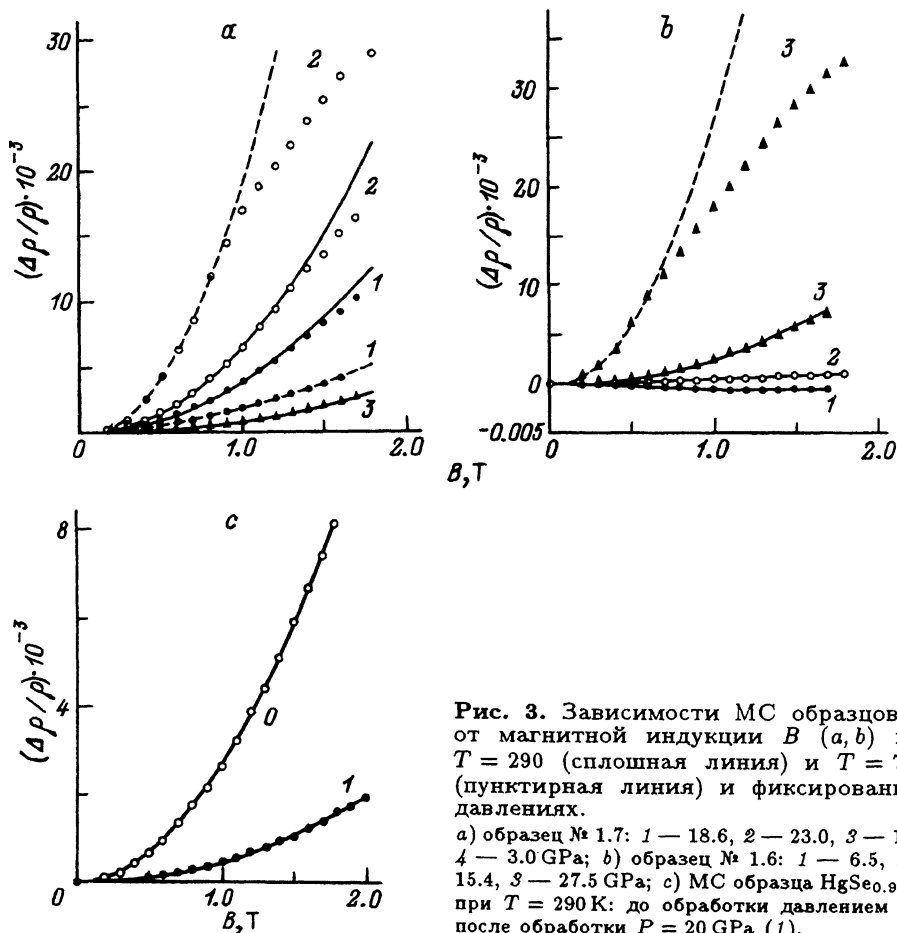 a
b
30
20
10
(Δρ/ρ)·10⁻³
2
2
1
1
3
1.0
2.0
30
20
10
0
-0.005
(Δρ/ρ)·10⁻³
3
3
2
1
0
1.0
2.0
B,T
c
8
4
0
(Δρ/ρ)·10⁻³
0
1
0
1.0
2.0
B,T
Рис. 3. Зависимости МС образцов
от магнитной индукции B (a, b)
T = 290 (сплошная линия) и T =
(пунктирная линия) и
давлениях.
a) образец № 1.7: 1 — 18.6, 2 — 23.0, 3 —
4 — 3.0 GPa; b) образец № 1.6: 1 — 6.5,
15.4, 3 — 27.5 GPa; c) МС образца HgSe₀.₉
при T = 290 K: до обработки давлением
после обработки P = 20 GPa (1).